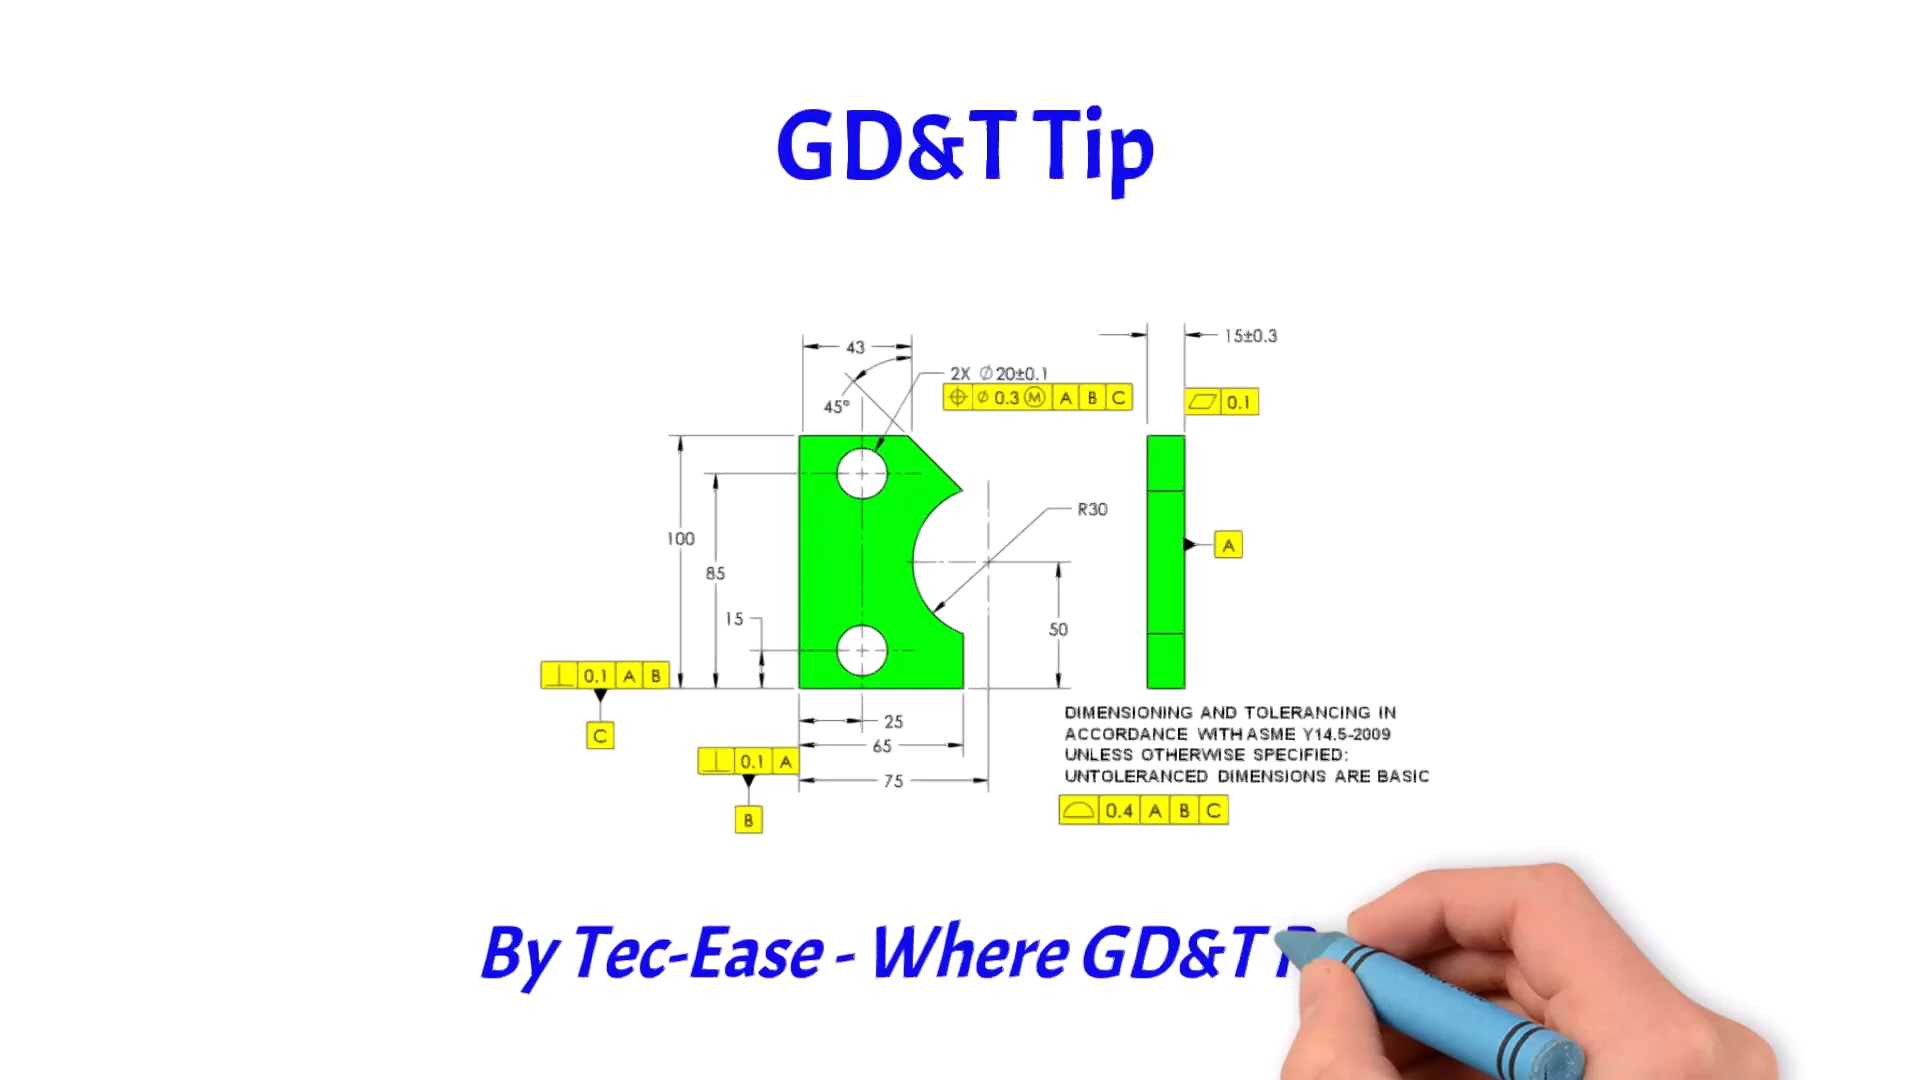 GD&T Tip
15±0.3
43
2X ∅20±0.1
⌖ ∅ 0.3 Ⓜ A B C
⏥ 0.1
45°
R30
100
A
85
15
50
⟂ 0.1 A B
C
25
65
75
⟂ 0.1 A
B
DIMENSIONING AND TOLERANCING IN
ACCORDANCE WITH ASME Y14.5-2009
UNLESS OTHERWISE SPECIFIED:
UNTOLERANCED DIMENSIONS ARE BASIC
⌓ 0.4 A B C
By Tec-Ease - Where GD&T